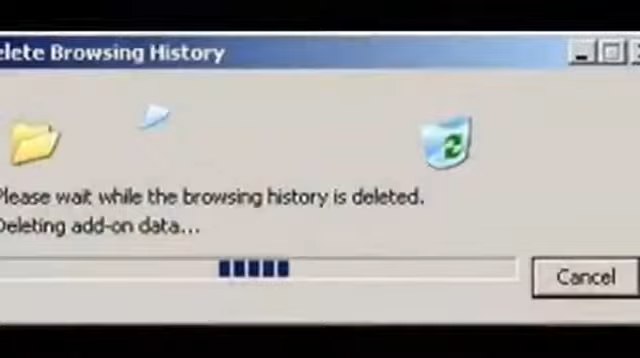 elete Browsing History
Please wait while the browsing history is deleted.
Deleting add-on data...
Cancel